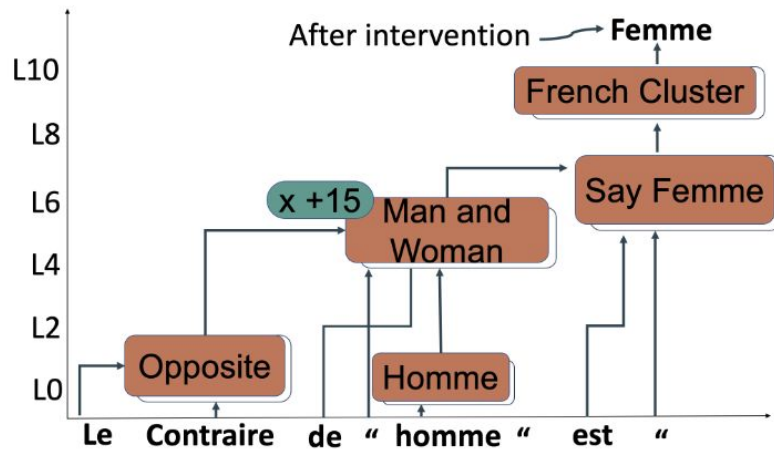 After intervention Femme
L10
French Cluster
L8
L6
x +15
Man and
Woman
Say Femme
L4
L2
Opposite
Homme
L0
Le Contraire de “ homme “ est “